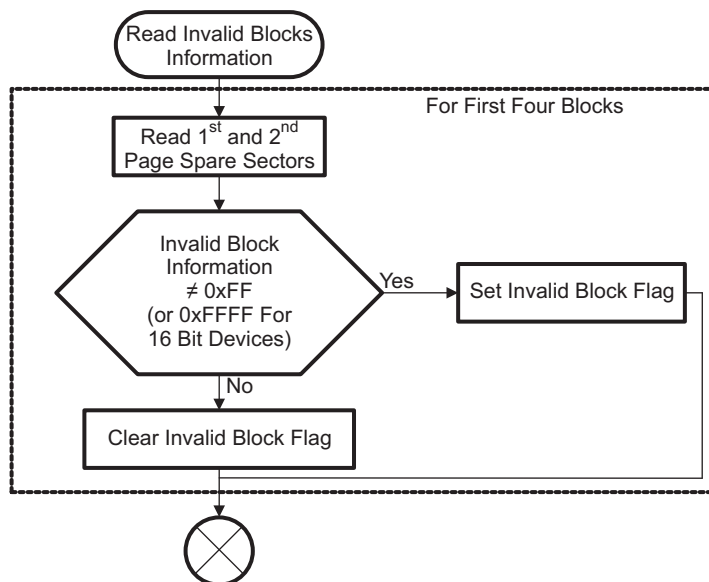 Read Invalid Blocks
Information
For First Four Blocks
Read 1st and 2nd
Page Spare Sectors
Invalid Block
Information
≠ 0xFF
(or 0xFFFF For
16 Bit Devices)
Yes
Set Invalid Block Flag
No
Clear Invalid Block Flag